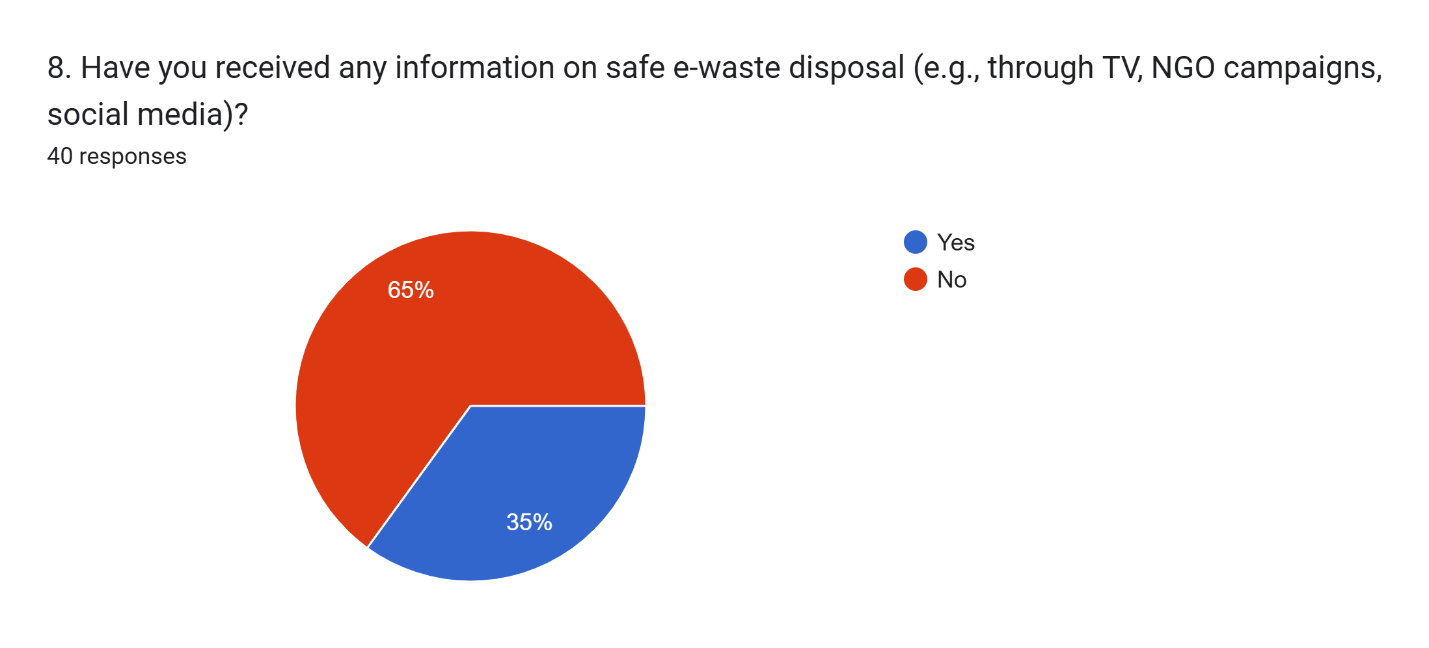 8. Have you received any information on safe e-waste disposal (e.g., through TV, NGO campaigns,
social media)?
40 responses
Yes
No
65%
35%